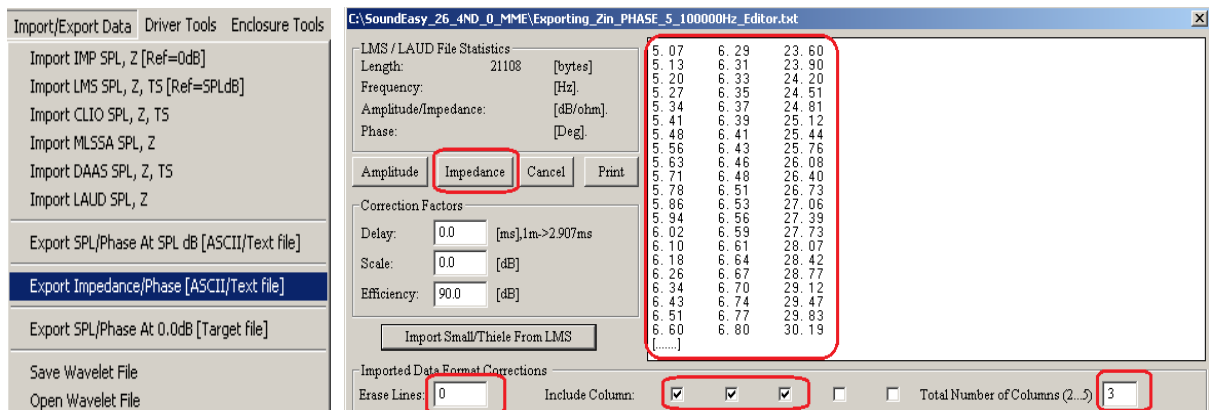 Import/Export Data Driver Tools Enclosure Tools
Import IMP SPL, Z [Ref=0dB]
Import LMS SPL, Z, TS [Ref=SPLdB]
Import CLIO SPL, Z, TS
Import MLSSA SPL, Z
Import DAAS SPL, Z, TS
Import LAUD SPL, Z
Export SPL/Phase At SPL dB [ASCII/Text file]
Export Impedance/Phase [ASCII/Text file]
Export SPL/Phase At 0.0dB [Target file]
Save Wavelet File
Open Wavelet File
C:\SoundEasy_26_4ND_0_MME\Exporting_Zin_PHASE_5_100000Hz_Editor.txt
LMS / LAUD File Statistics
Length: 21108 [bytes]
Frequency: [Hz].
Amplitude/Impedance: [dB/ohm].
Phase: [Deg].
Amplitude Impedance Cancel Print
Correction Factors
Delay: 0.0 [ms],1m->2.907ms
Scale: 0.0 [dB]
Efficiency: 90.0 [dB]
Import Small/Thiele From LMS
5.07 6.29 23.60
5.13 6.31 23.90
5.20 6.33 24.20
5.27 6.35 24.51
5.34 6.37 24.81
5.41 6.39 25.12
5.48 6.41 25.44
5.56 6.43 25.76
5.63 6.46 26.08
5.71 6.48 26.40
5.78 6.51 26.73
5.86 6.53 27.06
5.94 6.56 27.39
6.02 6.59 27.73
6.10 6.61 28.07
6.18 6.64 28.42
6.26 6.67 28.77
6.34 6.70 29.12
6.43 6.74 29.47
6.51 6.77 29.83
6.60 6.80 30.19
[......]
Imported Data Format Corrections
Erase Lines: 0 Include Column: Total Number of Columns (2...5) 3